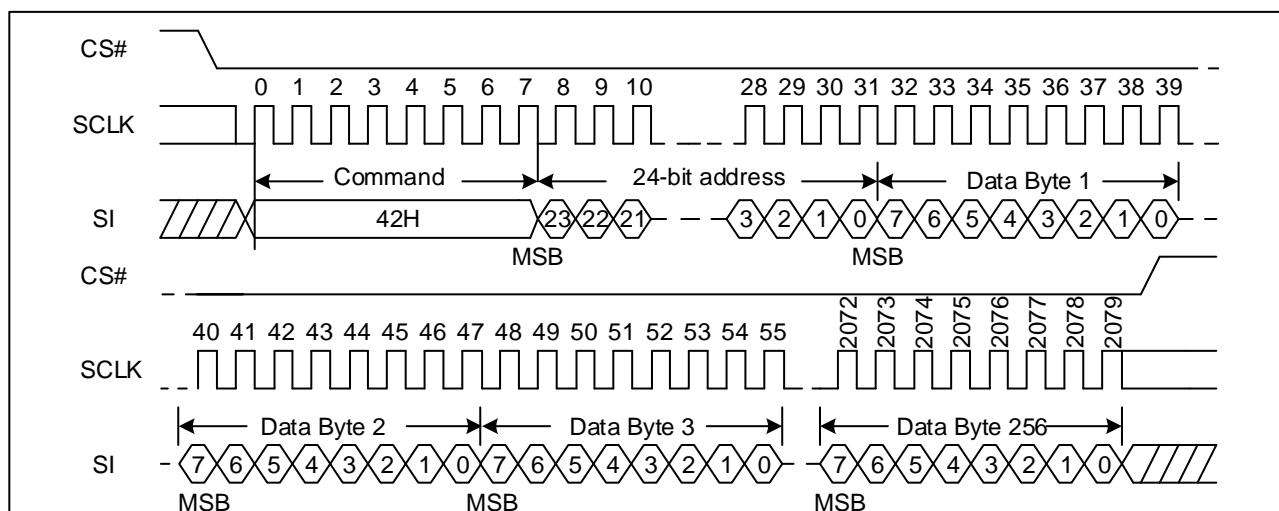 CS#
0 1 2 3 4 5 6 7 8 9 10 28 29 30 31 32 33 34 35 36 37 38 39
SCLK
Command 24-bit address Data Byte 1
SI 42H 23 22 21 3 2 1 0 7 6 5 4 3 2 1 0
MSB MSB
CS#
40 41 42 43 44 45 46 47 48 49 50 51 52 53 54 55 2072 2073 2074 2075 2076 2077 2078 2079
SCLK
Data Byte 2 Data Byte 3 Data Byte 256
SI 7 6 5 4 3 2 1 0 7 6 5 4 3 2 1 0 7 6 5 4 3 2 1 0
MSB MSB MSB